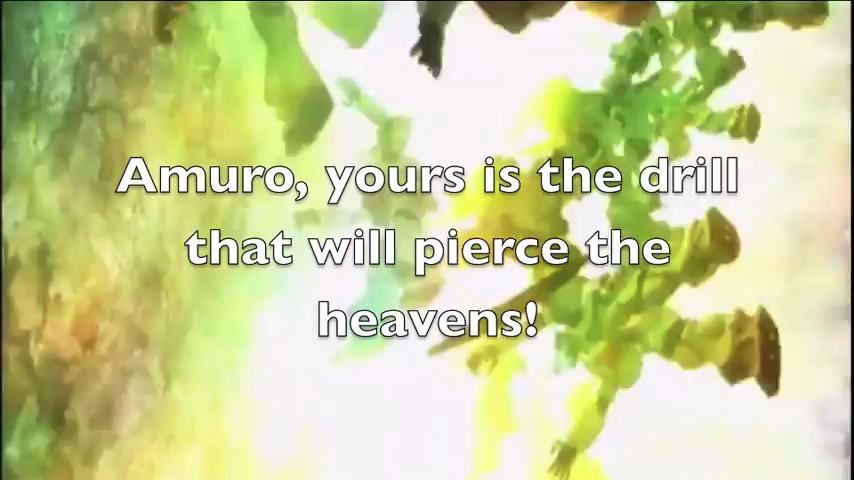 Amuro, yours is the drill
that will pierce the
heavens!